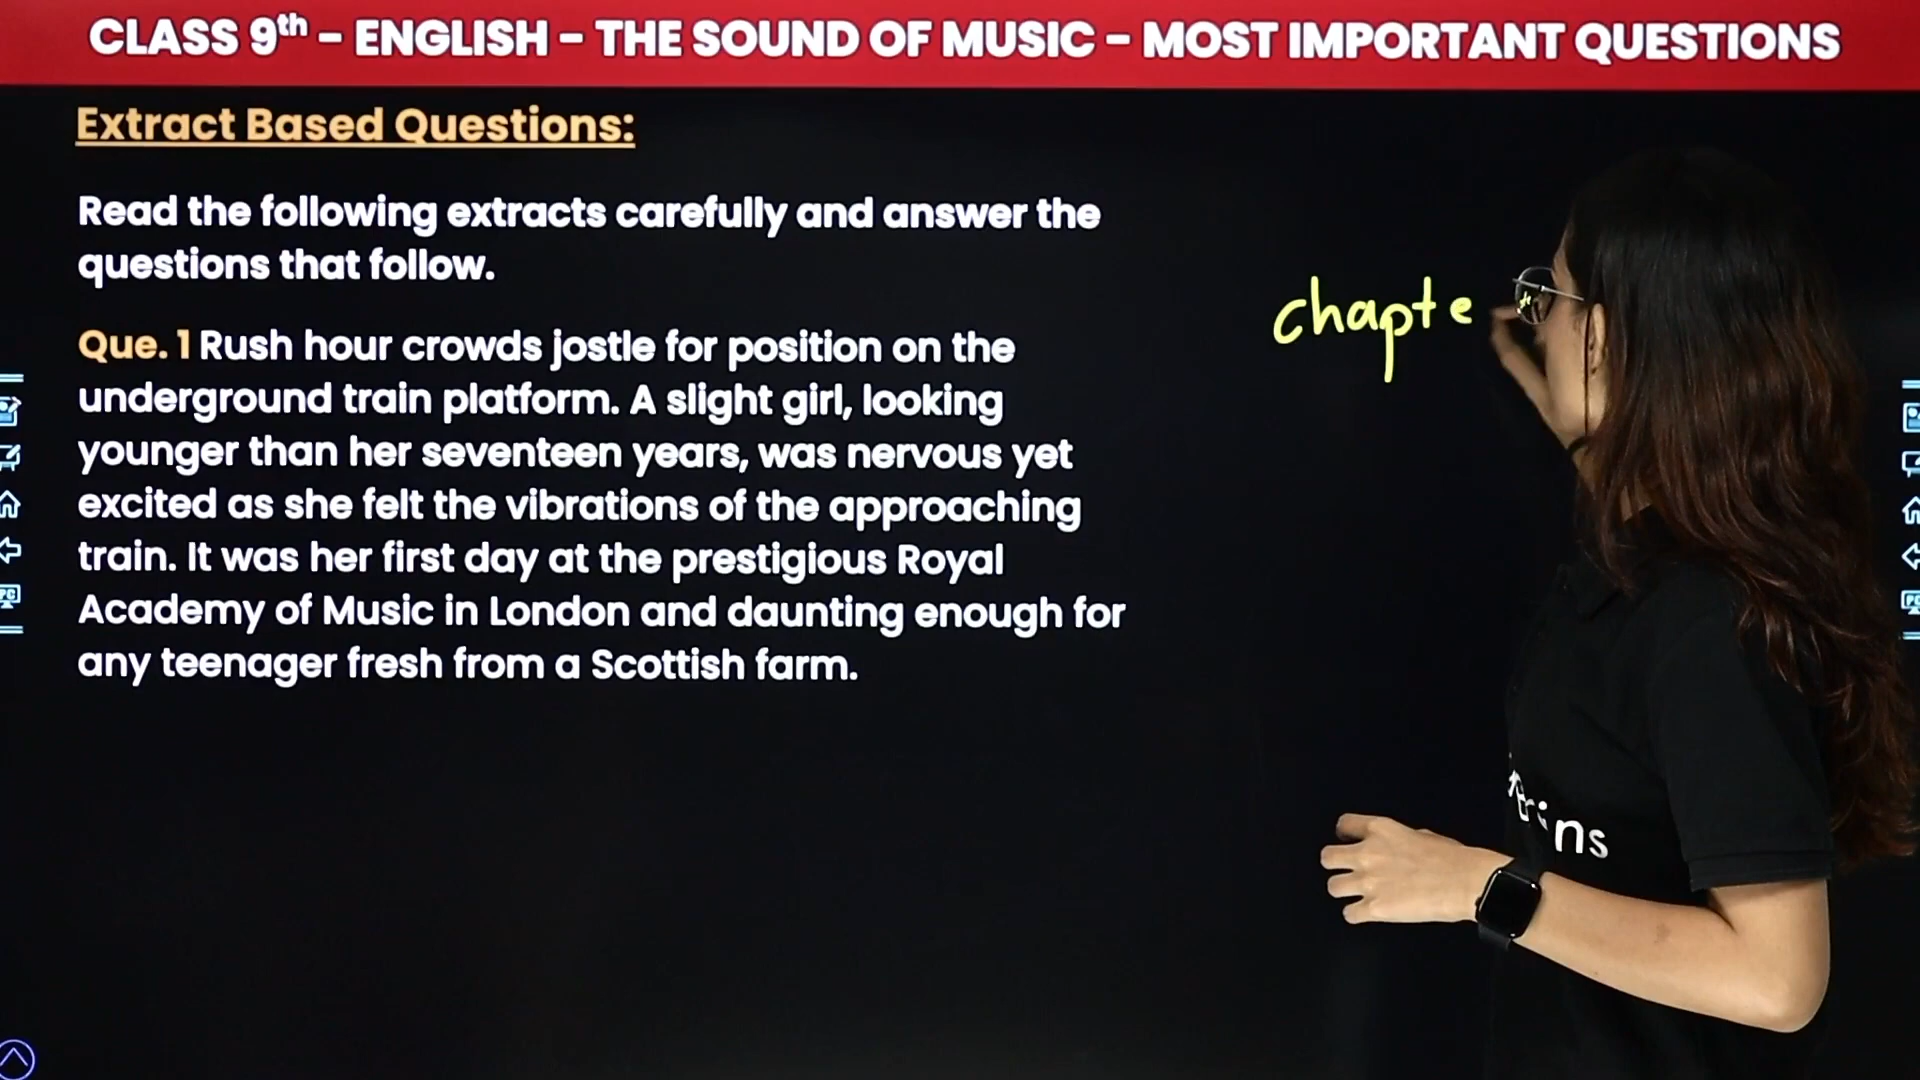 CLASS 9th – ENGLISH – THE SOUND OF MUSIC – MOST IMPORTANT QUESTIONS
Extract Based Questions:
Read the following extracts carefully and answer the
questions that follow.
Que. 1 Rush hour crowds jostle for position on the
underground train platform. A slight girl, looking
younger than her seventeen years, was nervous yet
excited as she felt the vibrations of the approaching
train. It was her first day at the prestigious Royal
Academy of Music in London and daunting enough for
any teenager fresh from a Scottish farm.
chapte